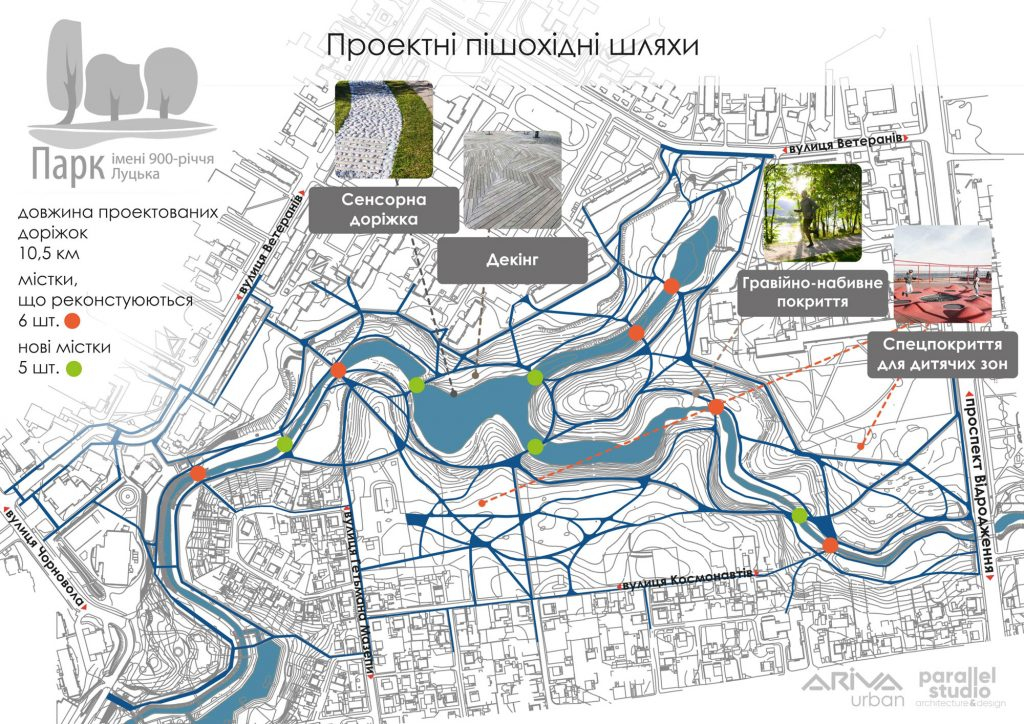 Проектні пішохідні шляхи
Парк
імені 900-річчя
Луцька
довжина проектованих
доріжок
10,5 км
містки,
що реконстуюються
6 шт.
нові містки
5 шт.
Сенсорна
доріжка
Декінг
Гравійно-набивне
покриття
Спецпокриття
для дитячих зон
вулиця Ветеранів
вулиця Ветеранів
проспект Відродження
вулиця Чорновола
вулиця Гетьмана Мазепи
вулиця Космонавтів
ARIVA
urban
parallel
studio
architecture&design